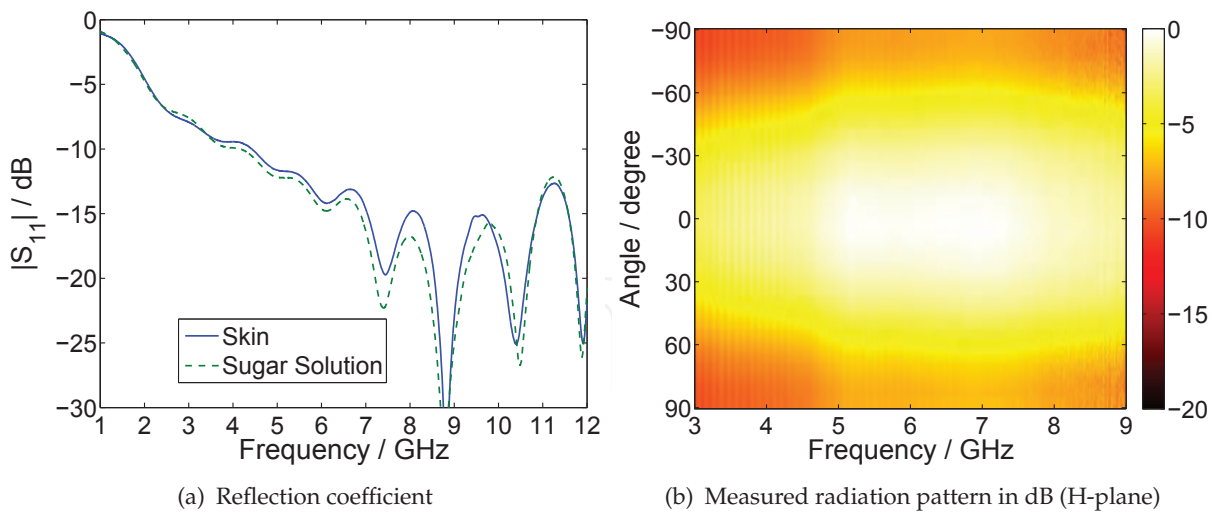 0
−5
−10
−15
−20
−25
−30
|S11| / dB
1 2 3 4 5 6 7 8 9 10 11 12
Frequency / GHz
Skin
Sugar Solution
(a) Reflection coefficient
−90
−60
−30
0
30
60
90
Angle / degree
3 4 5 6 7 8 9
Frequency / GHz
0
−5
−10
−15
−20
(b) Measured radiation pattern in dB (H-plane)